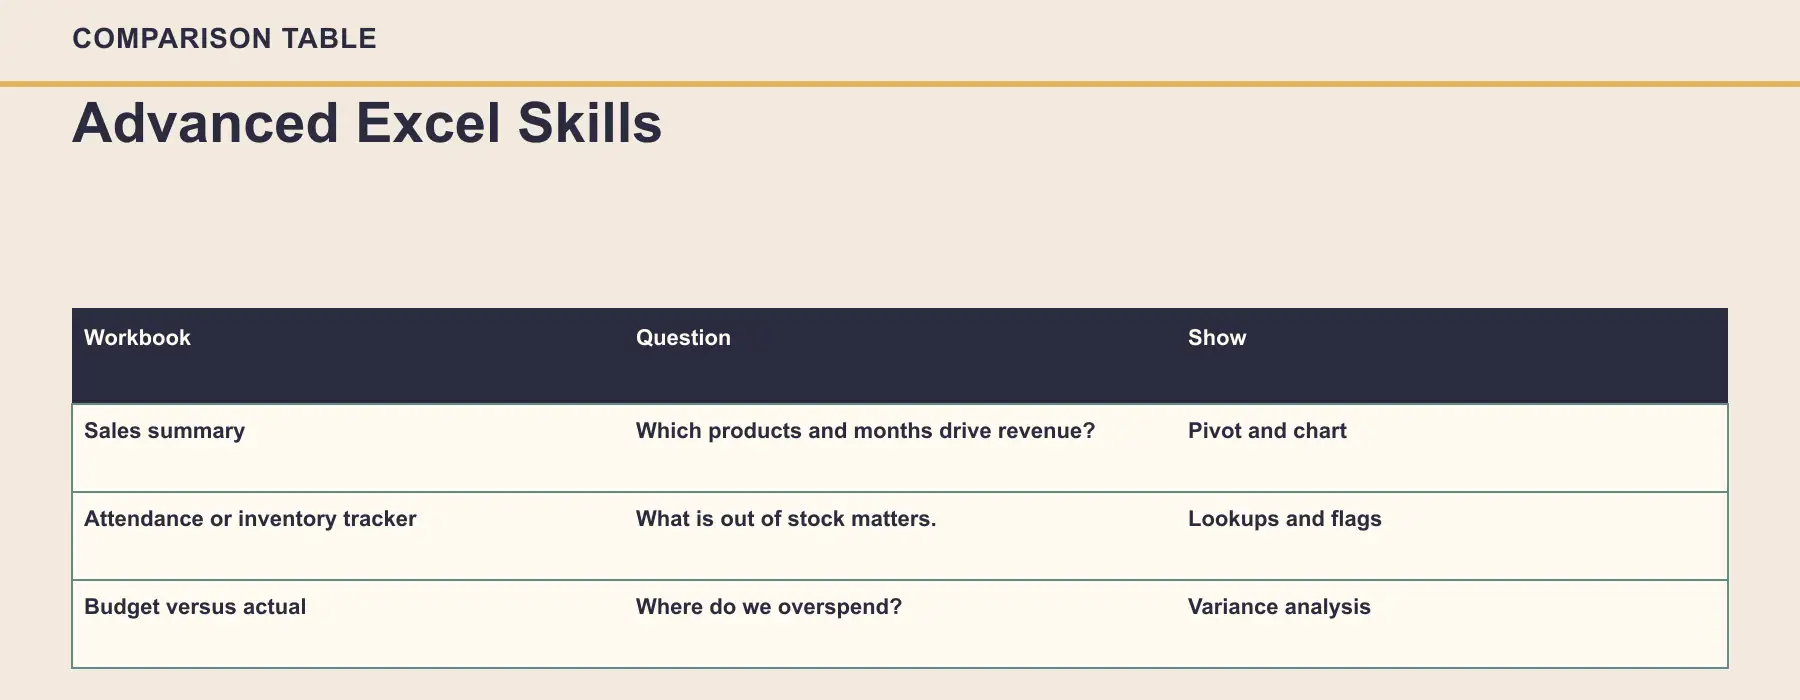 COMPARISON TABLE
Advanced Excel Skills
Workbook Question Show
Sales summary Which products and months drive revenue? Pivot and chart
Attendance or inventory tracker What is out of stock matters. Lookups and flags
Budget versus actual Where do we overspend? Variance analysis